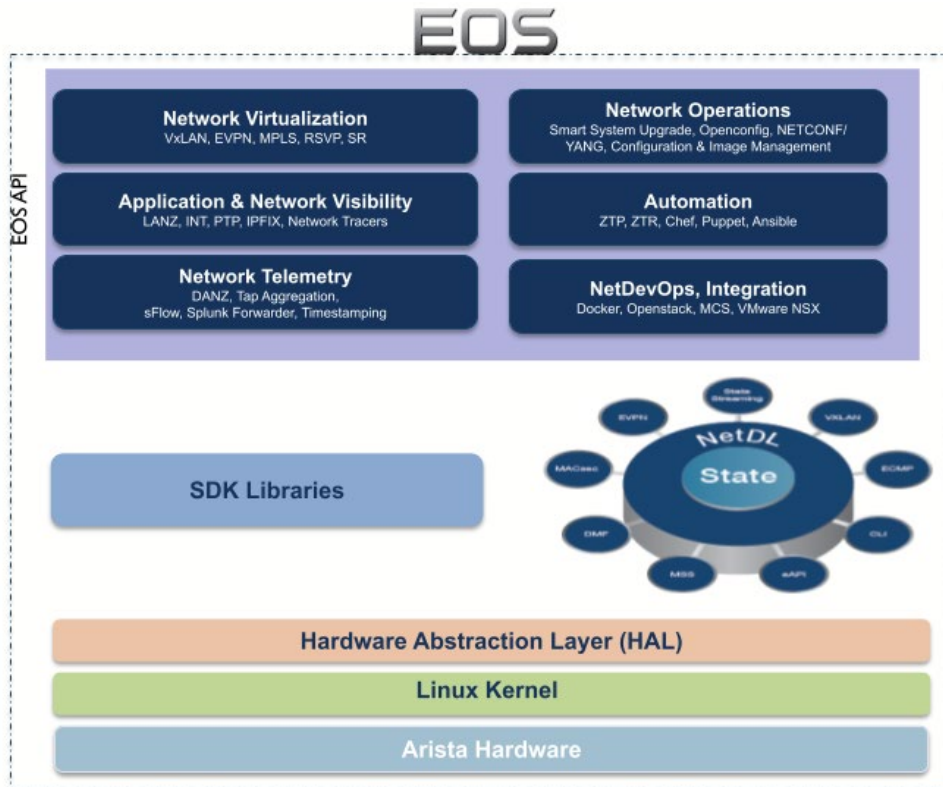 EOS
EOS API
Network Virtualization
VxLAN, EVPN, MPLS, RSVP, SR
Network Operations
Smart System Upgrade, Openconfig, NETCONF/
YANG, Configuration & Image Management
Application & Network Visibility
LANZ, INT, PTP, IPFIX, Network Tracers
Automation
ZTP, ZTR, Chef, Puppet, Ansible
Network Telemetry
DANZ, Tap Aggregation,
sFlow, Splunk Forwarder, Timestamping
NetDevOps, Integration
Docker, Openstack, MCS, VMware NSX
SDK Libraries
State
Streaming
EVPN
VXLAN
NetDL
State
MACsec
ECMP
DMF
CLI
MSS
eAPI
Hardware Abstraction Layer (HAL)
Linux Kernel
Arista Hardware